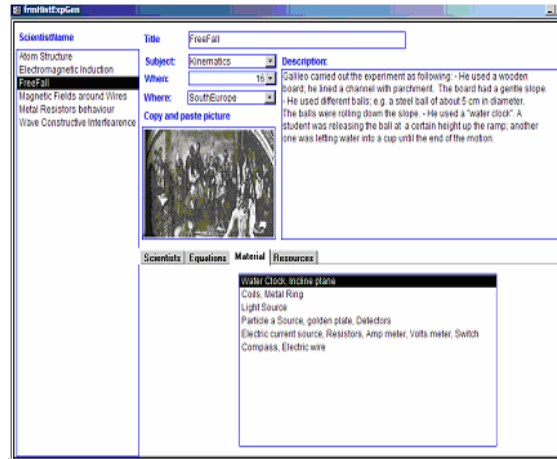 frmHistExpGen
ScientistName
Atom Structure
Electromagnetic Induction
FreeFall
Magnetic Fields around Wires
Metal Resistors behaviour
Wave Constructive Interfearence
Title
FreeFall
Subject:
Kinematics
When:
16
Where:
SouthEurope
Copy and paste picture
Description:
Galileo carried out the experiment as following: - He used a wooden
board; he lined a channel with parchment. The board had a gentle slope.
- He used different balls; e.g. a steel ball of about 5 cm in diameter.
The balls were rolling down the slope. - He used a "water clock". A
student was releasing the ball at a certain height up the ramp; another
one was letting water into a cup until the end of the motion.
Scientists Equations Material Resources
Water Clock, Incline plane
Coils, Metal Ring
Light Source
Particle a Source, golden plate, Detectors
Electric current source, Resistors, Amp meter, Volts meter, Switch
Compass, Electric wire